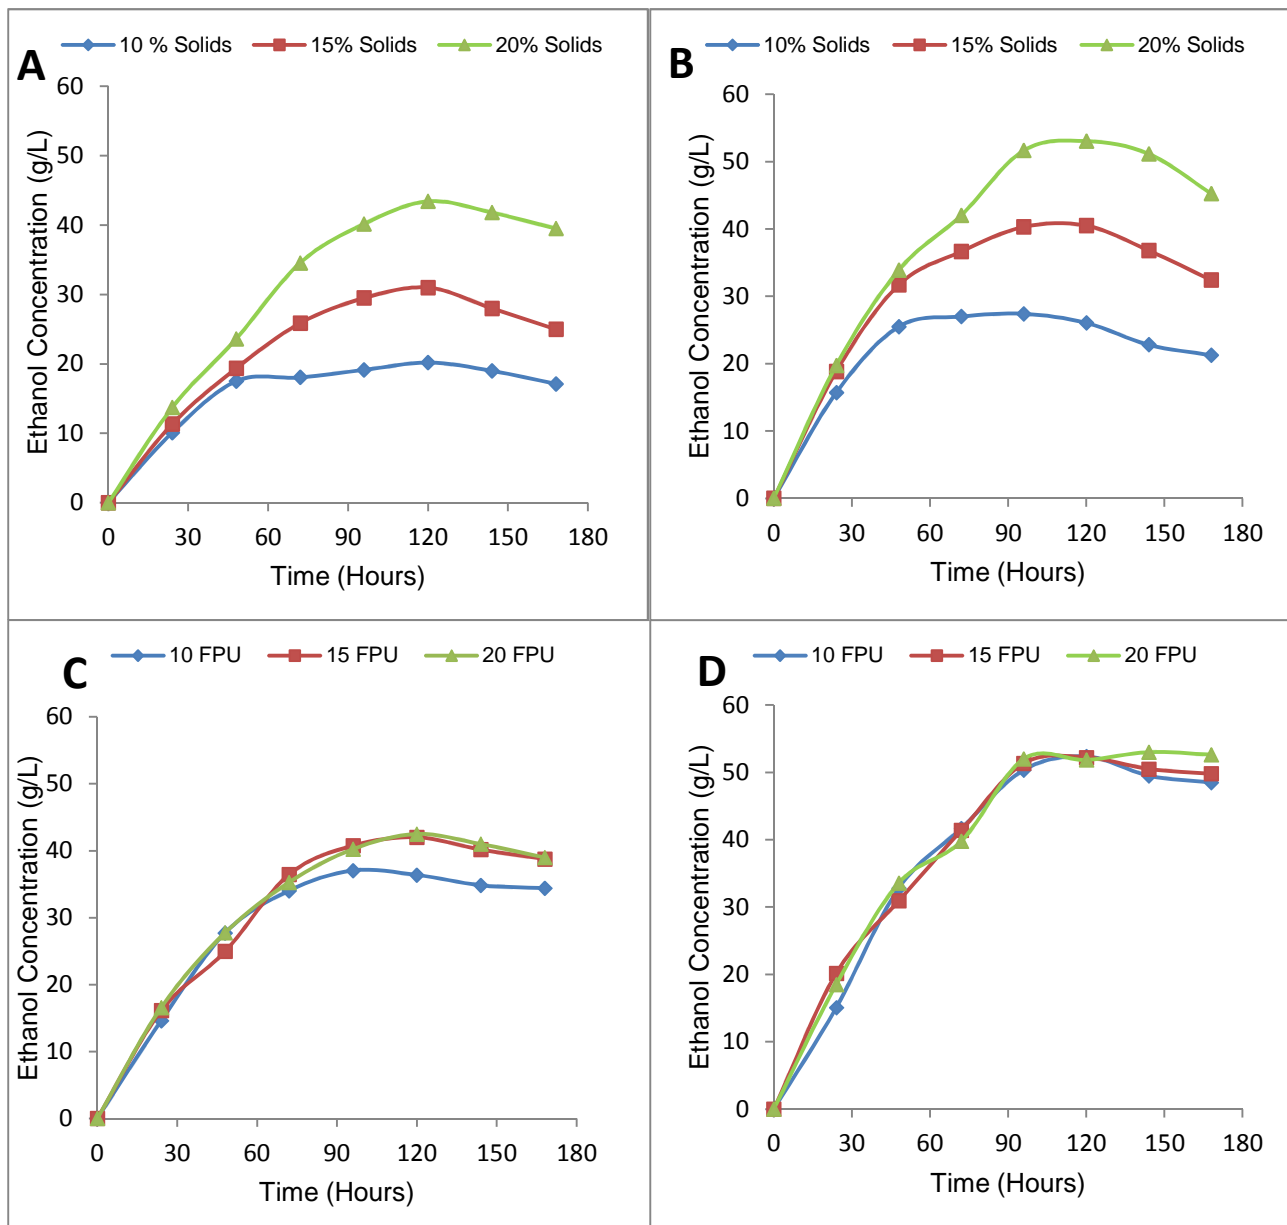 A
10 % Solids 15% Solids 20% Solids
Ethanol Concentration (g/L)
60
50
40
30
20
10
0
0 30 60 90 120 150 180
Time (Hours)
B
10% Solids 15% Solids 20% Solids
Ethanol Concentration (g/L)
60
50
40
30
20
10
0
0 30 60 90 120 150 180
Time (Hours)
C
10 FPU 15 FPU 20 FPU
Ethanol Concentration (g/L)
60
50
40
30
20
10
0
0 30 60 90 120 150 180
Time (Hours)
D
10 FPU 15 FPU 20 FPU
Ethanol Concentration (g/L)
60
50
40
30
20
10
0
0 30 60 90 120 150 180
Time (Hours)